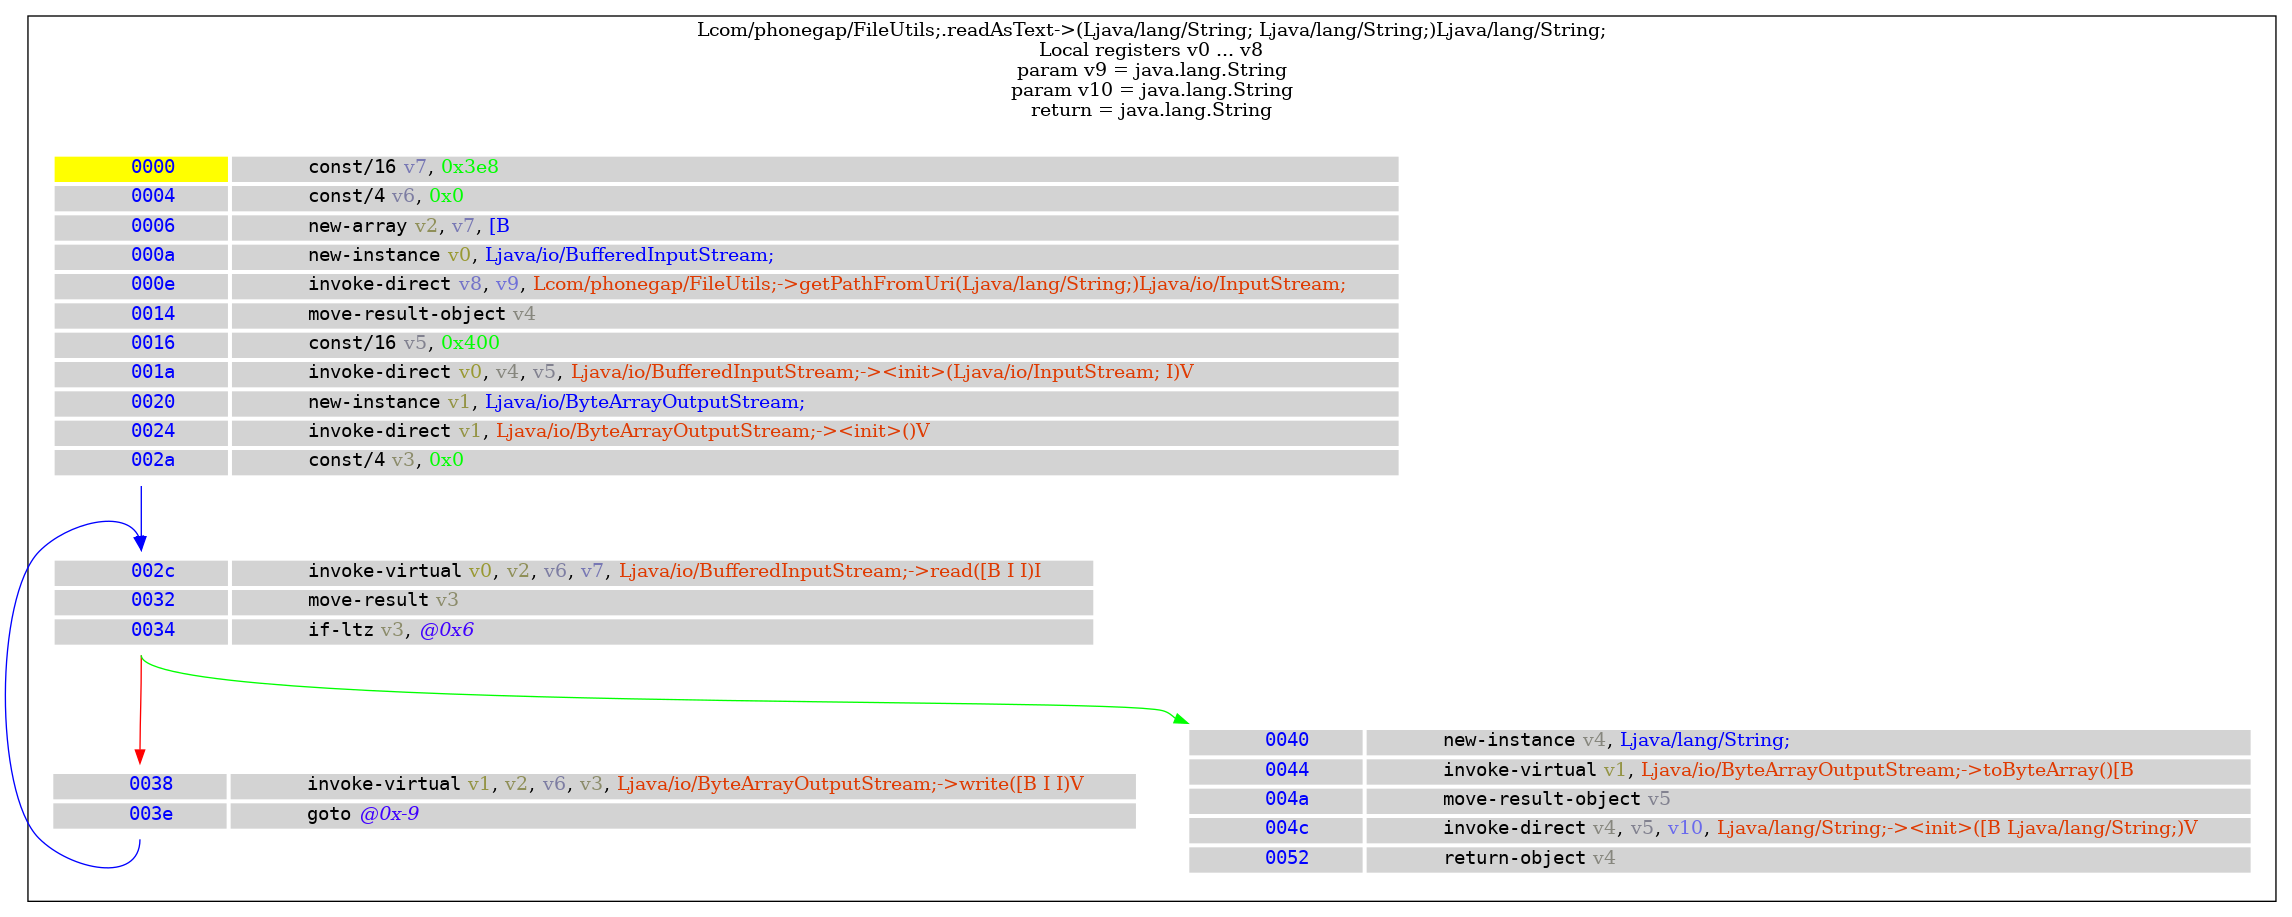 Lcom/phonegap/FileUtils;.readAsText->(Ljava/lang/String; Ljava/lang/String;)Ljava/lang/String;
Local registers v0 ... v8
param v9 = java.lang.String
param v10 = java.lang.String
return = java.lang.String
0000 const/16 v7, 0x3e8
0004 const/4 v6, 0x0
0006 new-array v2, v7, [B
000a new-instance v0, Ljava/io/BufferedInputStream;
000e invoke-direct v8, v9, Lcom/phonegap/FileUtils;->getPathFromUri(Ljava/lang/String;)Ljava/io/InputStream;
0014 move-result-object v4
0016 const/16 v5, 0x400
001a invoke-direct v0, v4, v5, Ljava/io/BufferedInputStream;-><init>(Ljava/io/InputStream; I)V
0020 new-instance v1, Ljava/io/ByteArrayOutputStream;
0024 invoke-direct v1, Ljava/io/ByteArrayOutputStream;-><init>()V
002a const/4 v3, 0x0
002c invoke-virtual v0, v2, v6, v7, Ljava/io/BufferedInputStream;->read([B I I)I
0032 move-result v3
0034 if-ltz v3, @0x6
0038 invoke-virtual v1, v2, v6, v3, Ljava/io/ByteArrayOutputStream;->write([B I I)V
003e goto @0x-9
0040 new-instance v4, Ljava/lang/String;
0044 invoke-virtual v1, Ljava/io/ByteArrayOutputStream;->toByteArray()[B
004a move-result-object v5
004c invoke-direct v4, v5, v10, Ljava/lang/String;-><init>([B Ljava/lang/String;)V
0052 return-object v4